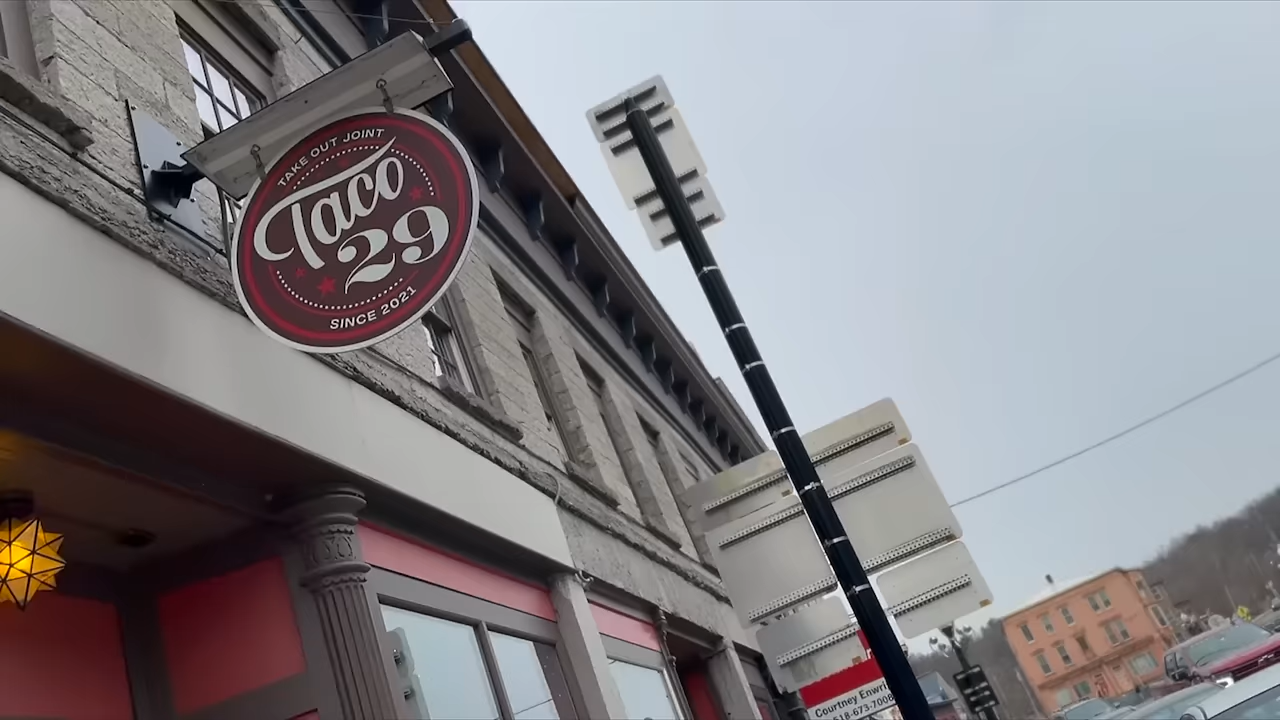 TAKE OUT JOINT
Taco
29
SINCE 2021
Courtney Enwri
518-673-7008